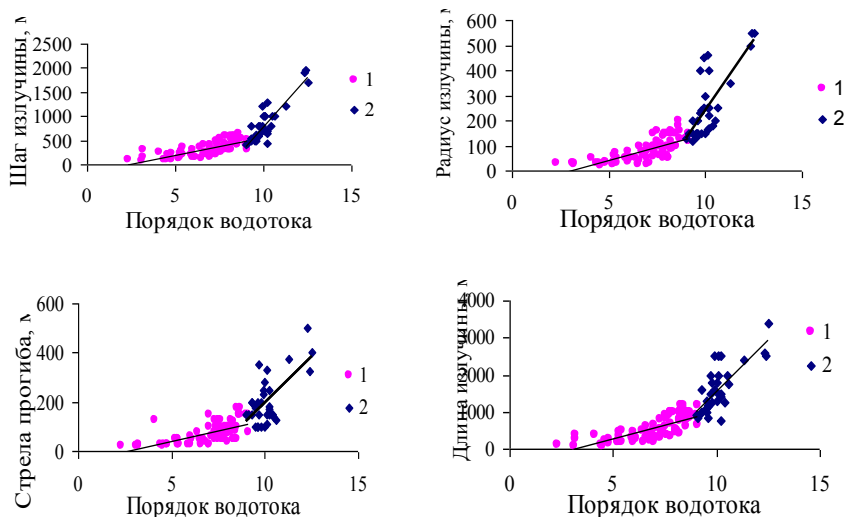 Шаг излучины, м
2500
2000
1500
1000
500
0
0 5 10 15
Порядок водотока
1
2
Радиус излучины, м
600
500
400
300
200
100
0
0 5 10 15
Порядок водотока
1
2
Стрела прогиба, м
600
400
200
0
0 5 10 15
Порядок водотока
1
2
Длина излучины, м
4000
3000
2000
1000
0
0 5 10 15
Порядок водотока
1
2